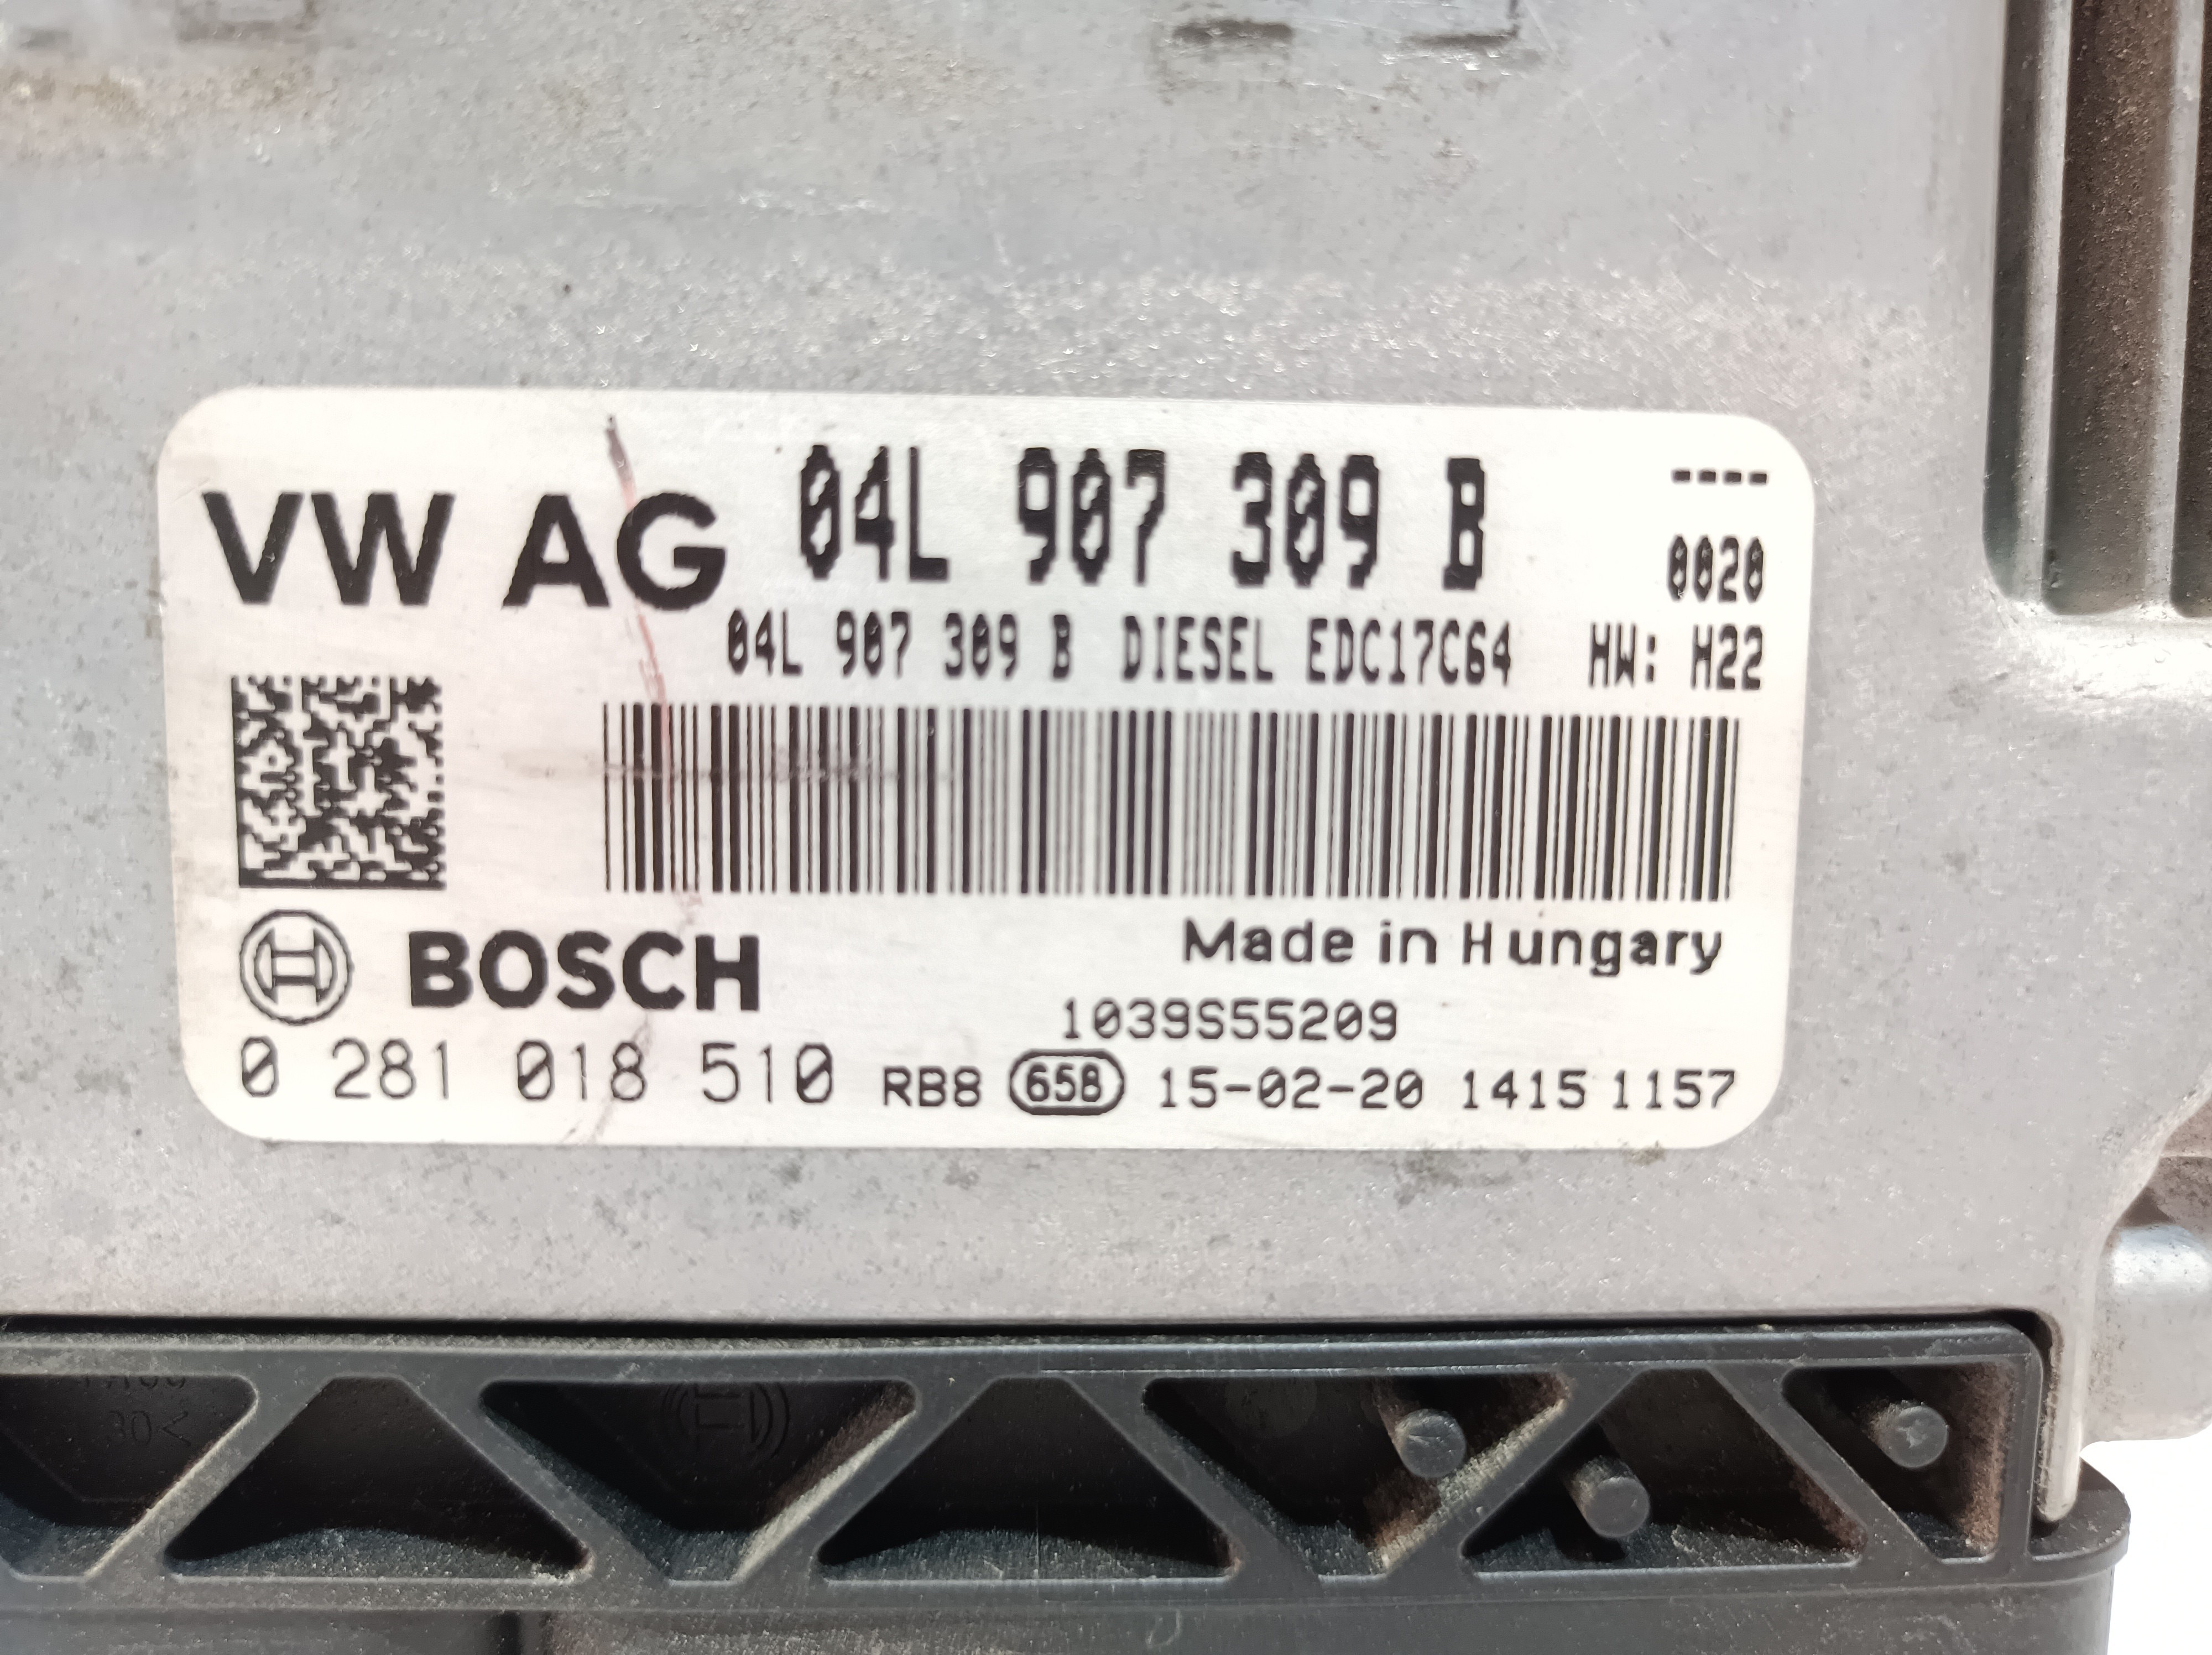 VW AG 04L 907 309 B ----
0020
04L 907 309 B DIESEL EDC17C64 HW: H22
BOSCH
Made in Hungary
1039S55209
0 281 018 510 RB8 65B 15-02-20 1415 1157